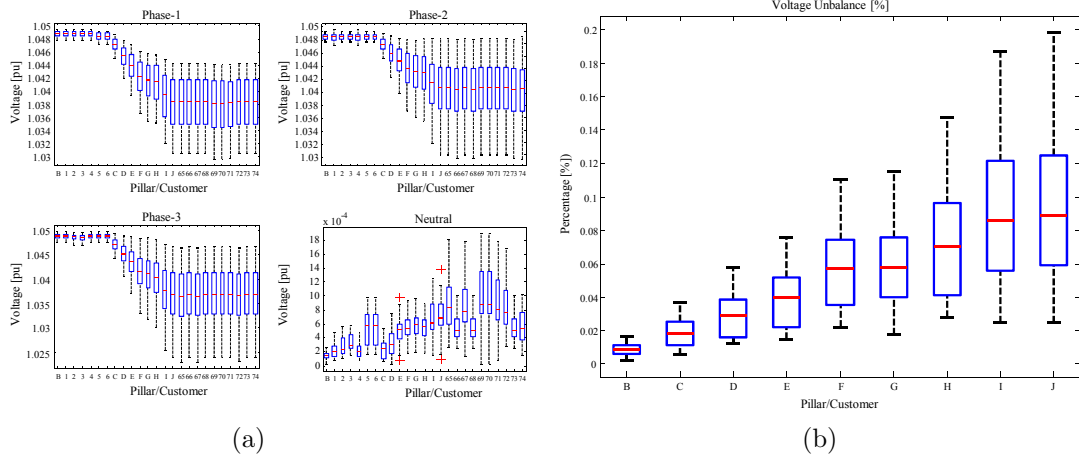 Phase-1
1.05
1.048
1.046
1.044
1.042
1.04
1.038
1.036
1.034
1.032
1.03
Voltage [pu]
B 1 2 3 4 5 6 C D E F G H I J 65 66 67 68 69 70 71 72 73 74
Pillar/Customer
Phase-2
1.05
1.048
1.046
1.044
1.042
1.04
1.038
1.036
1.034
1.032
1.03
Voltage [pu]
B 1 2 3 4 5 6 C D E F G H I J 65 66 67 68 69 70 71 72 73 74
Pillar/Customer
Phase-3
1.05
1.045
1.04
1.035
1.030
1.025
Voltage [pu]
B 1 2 3 4 5 6 C D E F G H I J 65 66 67 68 69 70 71 72 73 74
Pillar/Customer
Neutral
x 10-4
18
16
14
12
10
8
6
4
2
0
Voltage [pu]
B 1 2 3 4 5 6 C D E F G H I J 65 66 67 68 69 70 71 72 73 74
Pillar/Customer
(a)
Voltage Unbalance [%]
0.2
0.18
0.16
0.14
0.12
0.1
0.08
0.06
0.04
0.02
0
Percentage [%])
B C D E F G H I J
Pillar/Customer
(b)